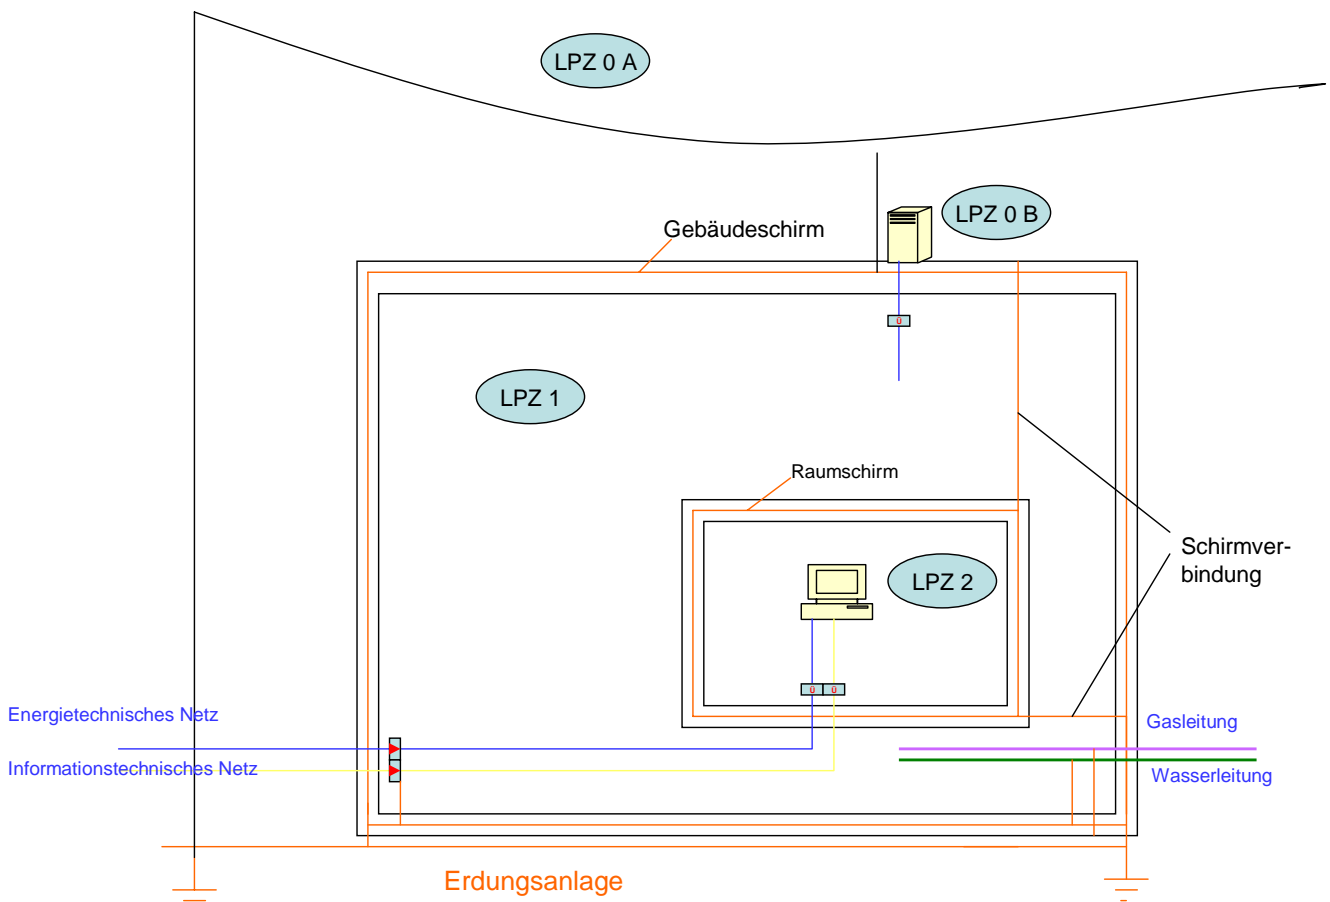 LPZ 0 A
LPZ 0 B
Gebäudeschirm
Ü
LPZ 1
Raumschirm
Schirmver-
bindung
LPZ 2
Ü Ü
Energietechnisches Netz
Gasleitung
Informationstechnisches Netz
Wasserleitung
Erdungsanlage